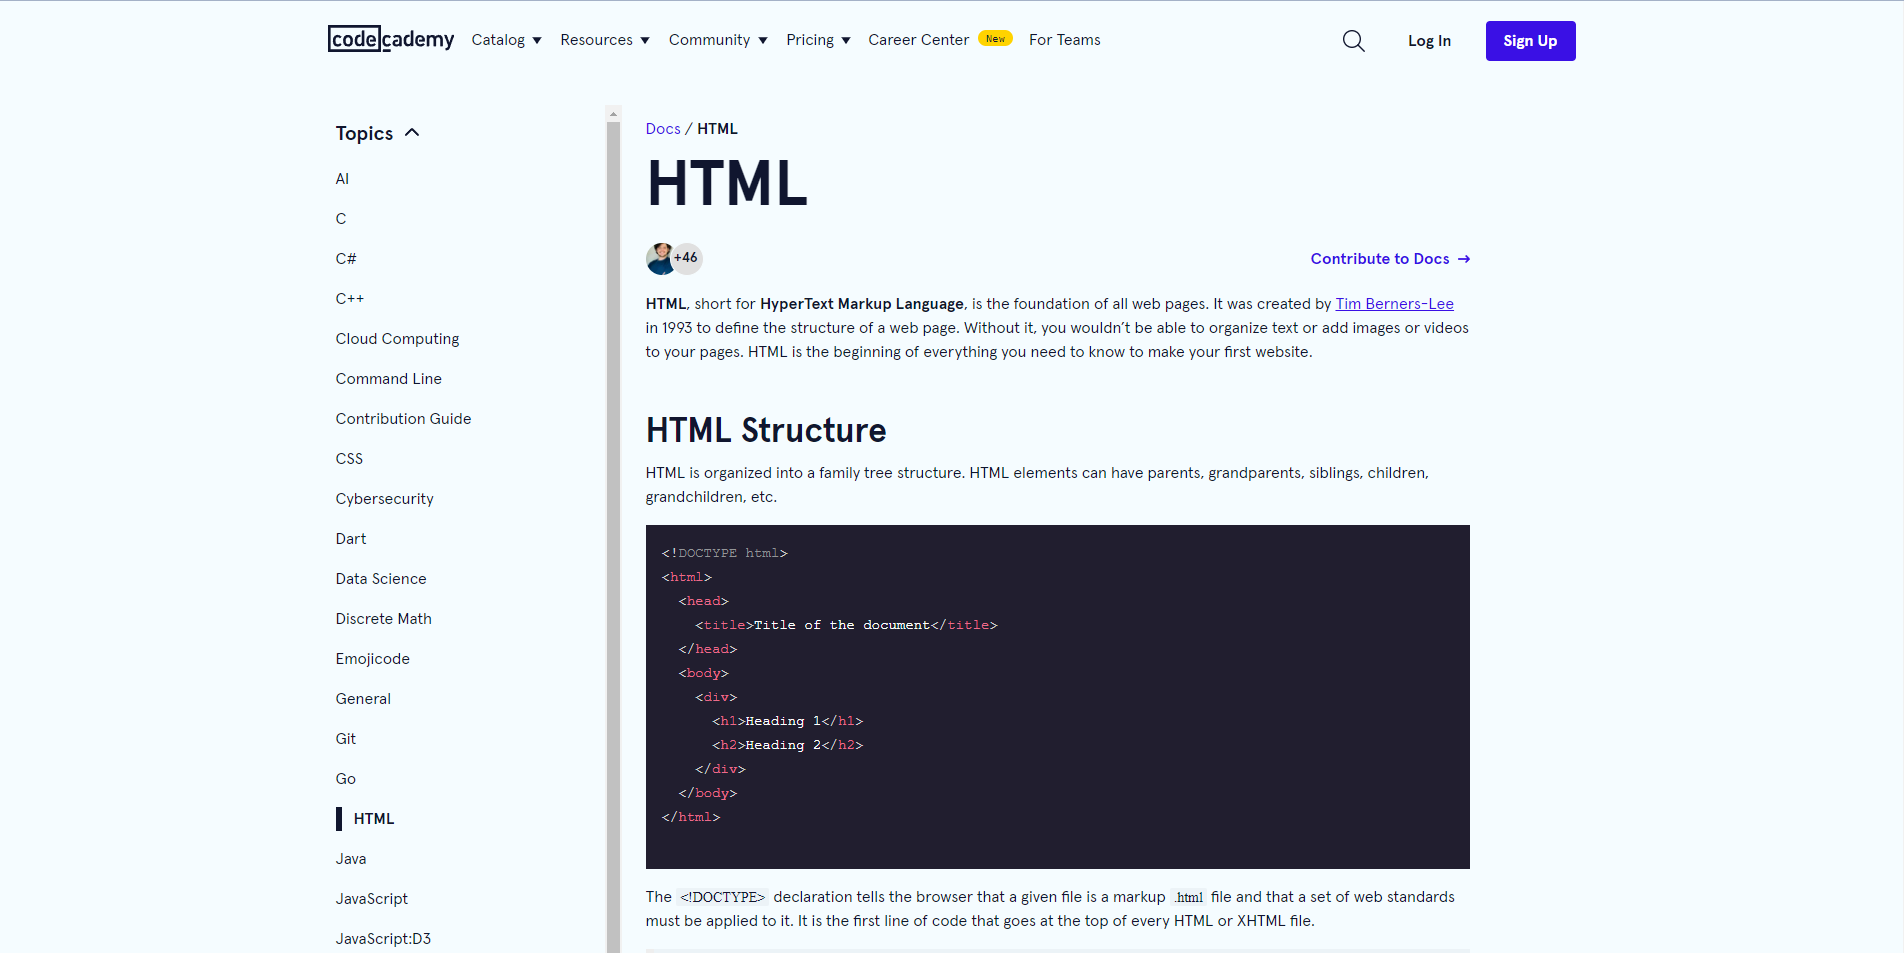 codecademy Catalog Resources Community Pricing Career Center New For Teams Log In Sign Up
Topics
AI
C
C#
C++
Cloud Computing
Command Line
Contribution Guide
CSS
Cybersecurity
Dart
Data Science
Discrete Math
Emojicode
General
Git
Go
HTML
Java
JavaScript
JavaScript:D3
Docs / HTML
HTML
+46
Contribute to Docs →
HTML, short for HyperText Markup Language, is the foundation of all web pages. It was created by Tim Berners-Lee
in 1993 to define the structure of a web page. Without it, you wouldn’t be able to organize text or add images or videos
to your pages. HTML is the beginning of everything you need to know to make your first website.
HTML Structure
HTML is organized into a family tree structure. HTML elements can have parents, grandparents, siblings, children,
grandchildren, etc.
<!DOCTYPE html>
<html>
  <head>
    <title>Title of the document</title>
  </head>
  <body>
    <div>
      <h1>Heading 1</h1>
      <h2>Heading 2</h2>
    </div>
  </body>
</html>
The <!DOCTYPE> declaration tells the browser that a given file is a markup .html file and that a set of web standards
must be applied to it. It is the first line of code that goes at the top of every HTML or XHTML file.